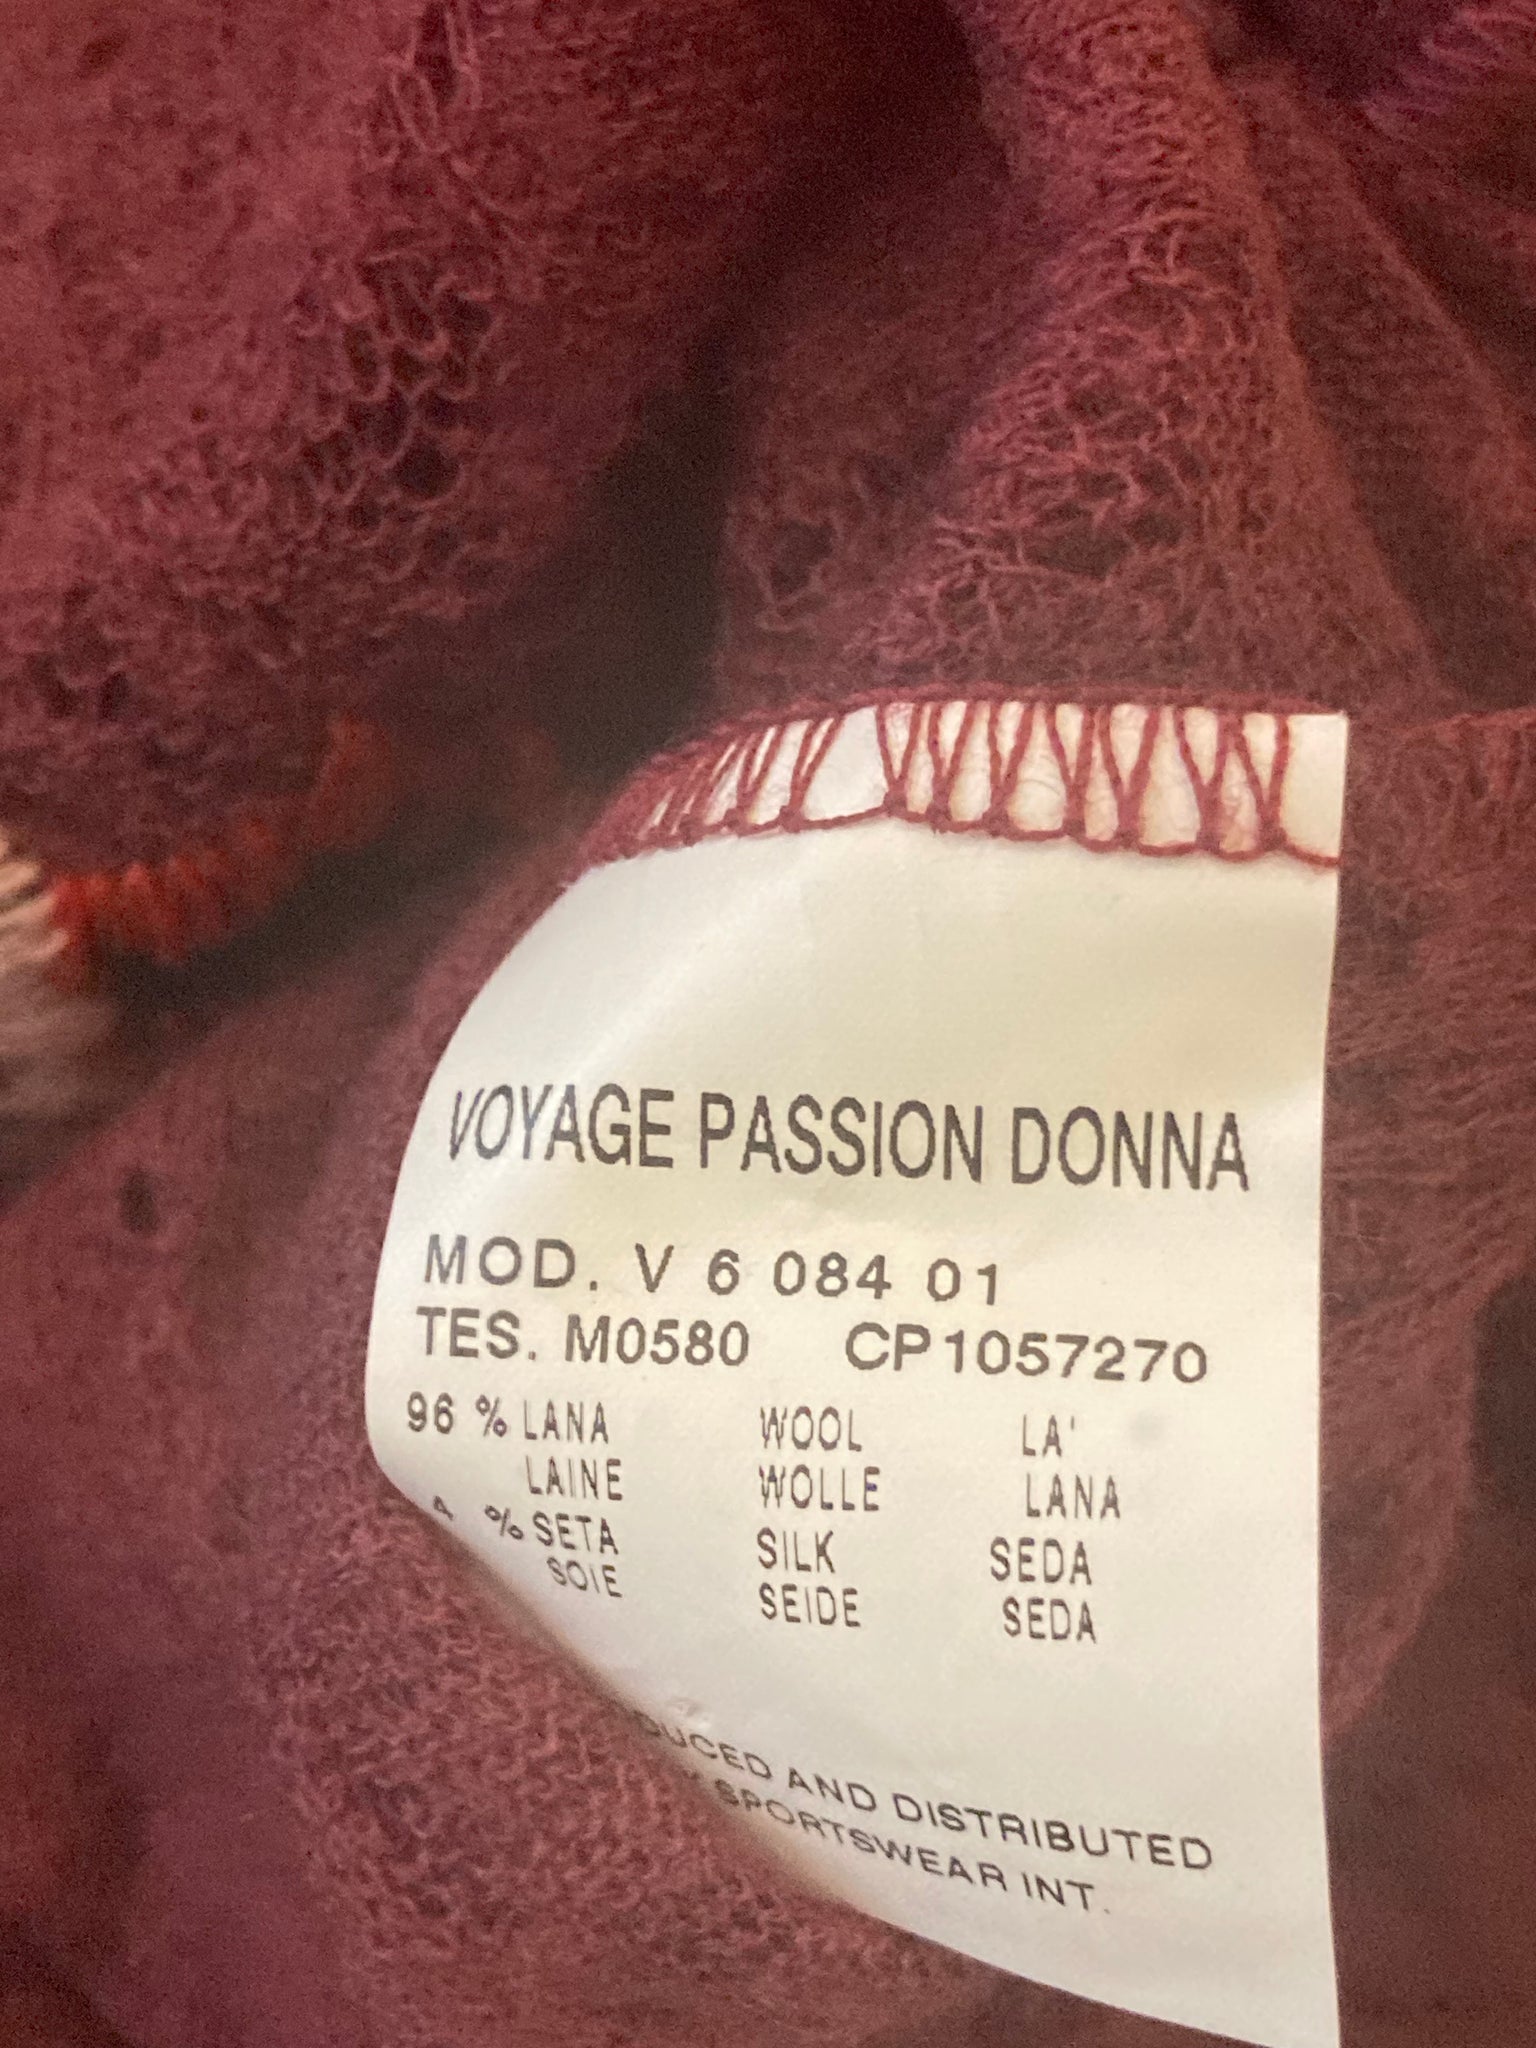 VOYAGE PASSION DONNA
MOD. V 6 084 01
TES. M0580 CP1057270
96 % LANA WOOL LA'
LAINE WOLLE LANA
4 % SETA SILK SEDA
SOIE SEIDE SEDA
AND DISTRIBUTED
SPORTSWEAR INT.